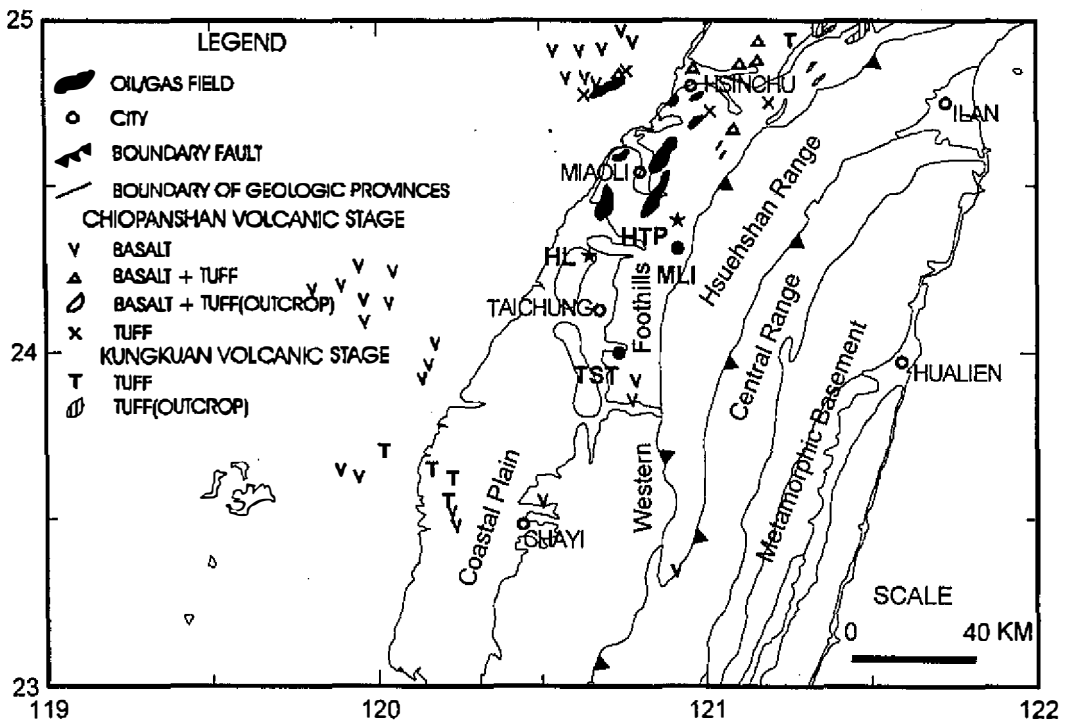 25
LEGEND
OIL/GAS FIELD
CITY
BOUNDARY FAULT
BOUNDARY OF GEOLOGIC PROVINCES
CHIOPANSHAN VOLCANIC STAGE
BASALT
BASALT + TUFF
BASALT + TUFF(OUTCROP)
TUFF
KUNGKUAN VOLCANIC STAGE
TUFF
TUFF(OUTCROP)
HSINCHU
ILAN
MIAOLI
HTP
HL
MLI
TAICHUNG
TST
24
HUALIEN
CHAYI
Coastal Plain
Western Foothills
Hsuehshan Range
Central Range
Metamorphic Basement
SCALE
0 40 KM
23
119 120 121 122